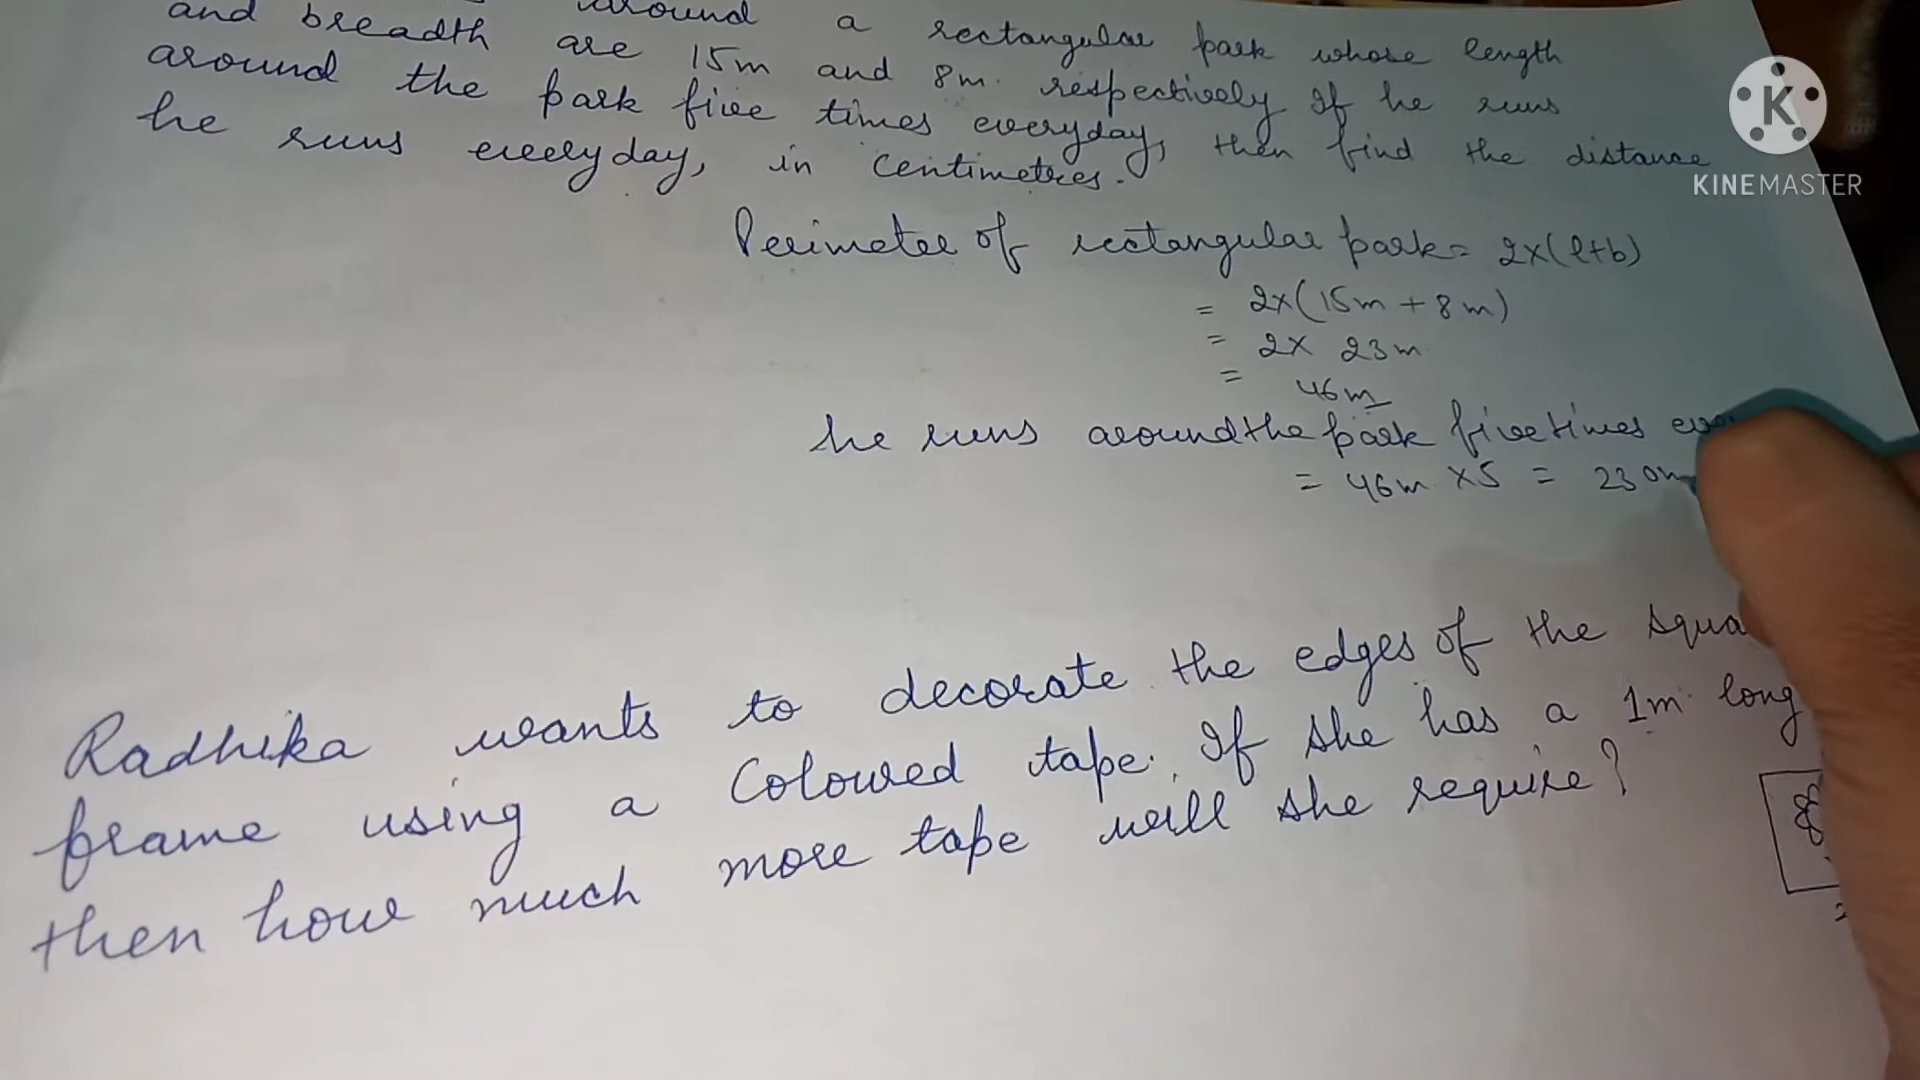 and breadth around a rectangular park whose length
around are 15m and 8m respectively If he runs
he the park five times everyday, then find the distance
runs everyday, in centimetres.
K
KINEMASTER
Perimeter of rectangular park = 2x(l+b)
= 2x(15m + 8m)
= 2x 23m
= 46m
he runs around the park five times
= 46m x5 = 230m
Radhika wants to decorate the edges of the squa
frame using a coloured tape. If she has a 1m long
then how much more tape will she require?